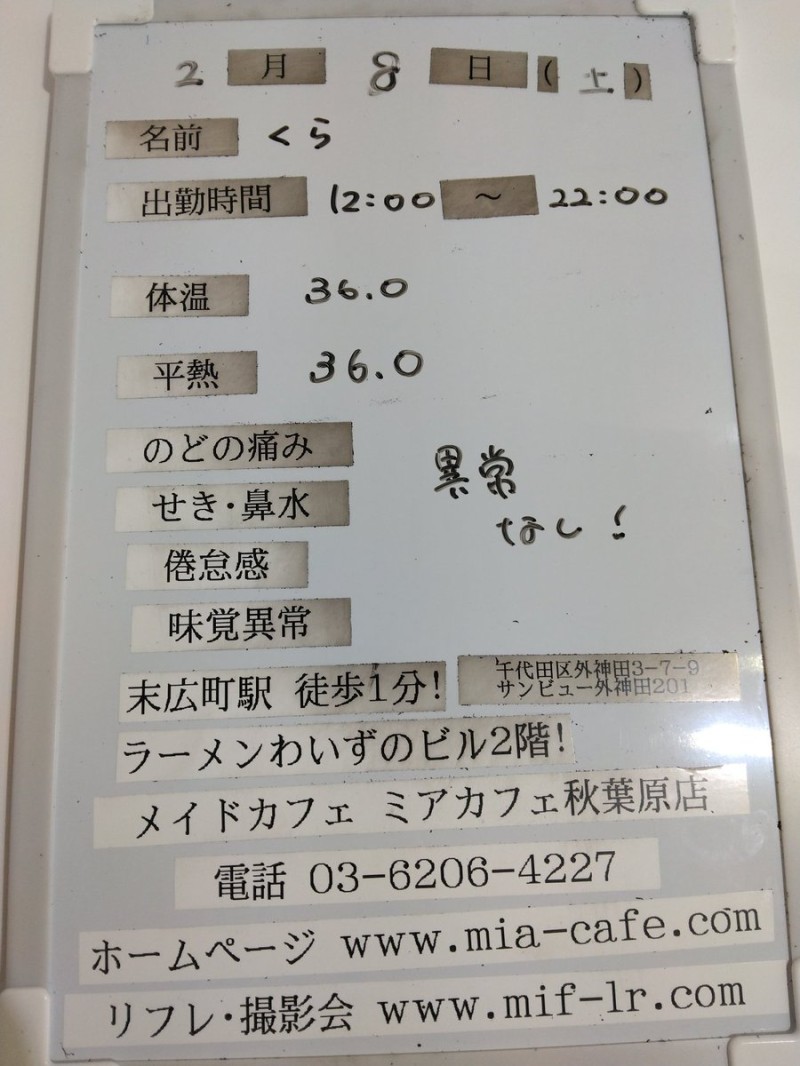 2月8日(土)
名前 くら
出勤時間 12:00 ～ 22:00
体温 36.0
平熱 36.0
のどの痛み
せき・鼻水
倦怠感
味覚異常
異常
なし!
末広町駅 徒歩1分!
千代田区外神田3-7-9
サンビュー外神田201
ラーメンわいずのビル2階!
メイドカフェ ミアカフェ秋葉原店
電話 03-6206-4227
ホームページ www.mia-cafe.com
リフレ・撮影会 www.mif-lr.com